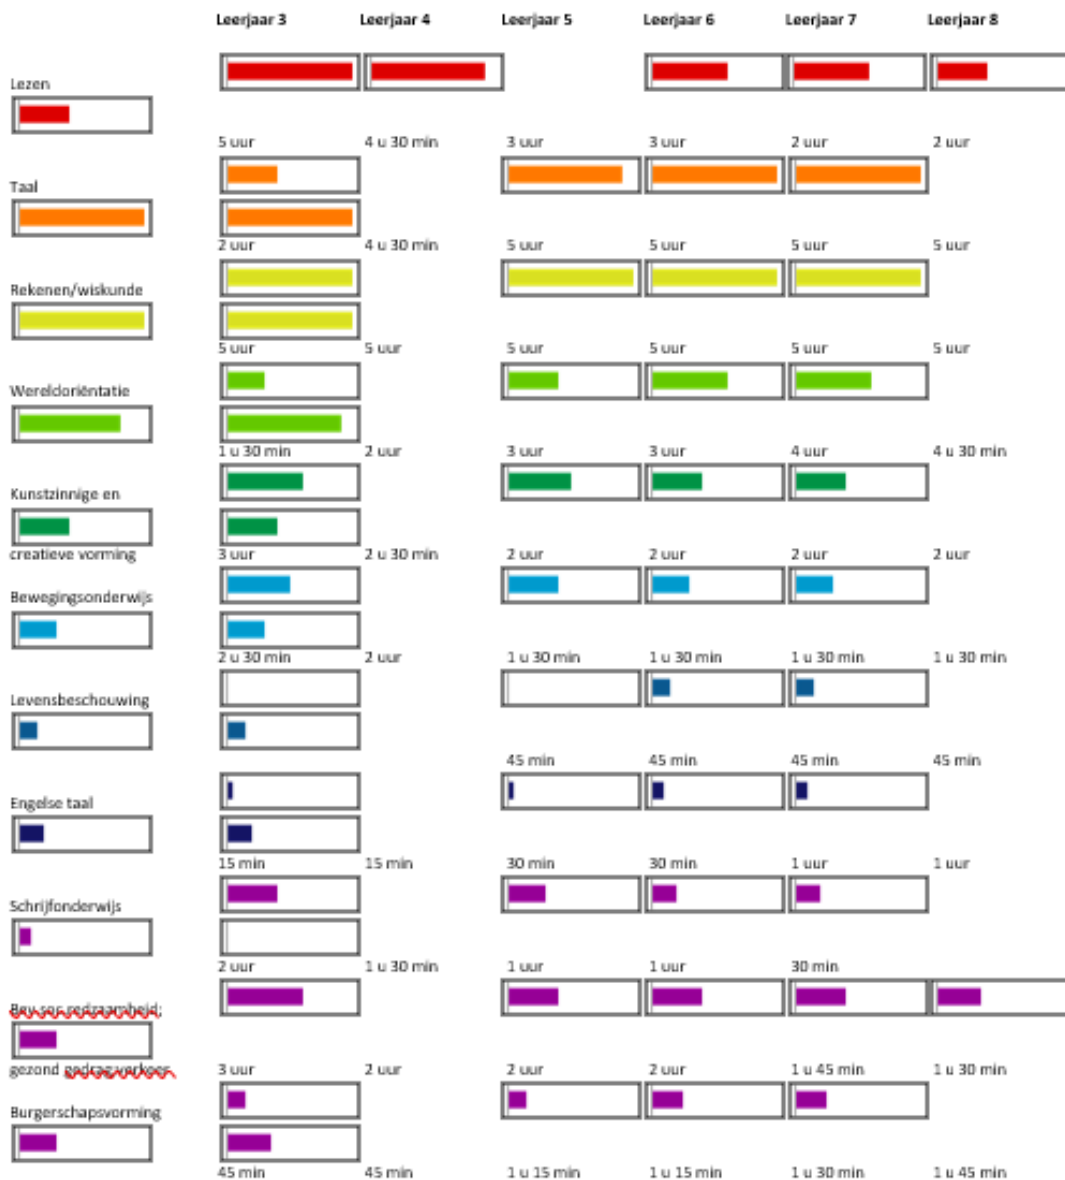 Leerjaar 3 Leerjaar 4 Leerjaar 5 Leerjaar 6 Leerjaar 7 Leerjaar 8
Lezen
5 uur 4 u 30 min 3 uur 3 uur 2 uur 2 uur
Taal
2 uur 4 u 30 min 5 uur 5 uur 5 uur 5 uur
Rekenen/wiskunde
5 uur 5 uur 5 uur 5 uur 5 uur 5 uur
Wereldoriëntatie
1 u 30 min 2 uur 3 uur 3 uur 4 uur 4 u 30 min
Kunstzinnige en
creatieve vorming 3 uur 2 u 30 min 2 uur 2 uur 2 uur 2 uur
Bewegingsonderwijs
2 u 30 min 2 uur 1 u 30 min 1 u 30 min 1 u 30 min 1 u 30 min
Levensbeschouwing
45 min 45 min 45 min 45 min
Engelse taal
15 min 15 min 30 min 30 min 1 uur 1 uur
Schrijfonderwijs
2 uur 1 u 30 min 1 uur 1 uur 30 min
Bev soc redzaamheid;
gezond gedrag verkeer 3 uur 2 uur 2 uur 2 uur 1 u 45 min 1 u 30 min
Burgerschapsvorming
45 min 45 min 1 u 15 min 1 u 15 min 1 u 30 min 1 u 45 min